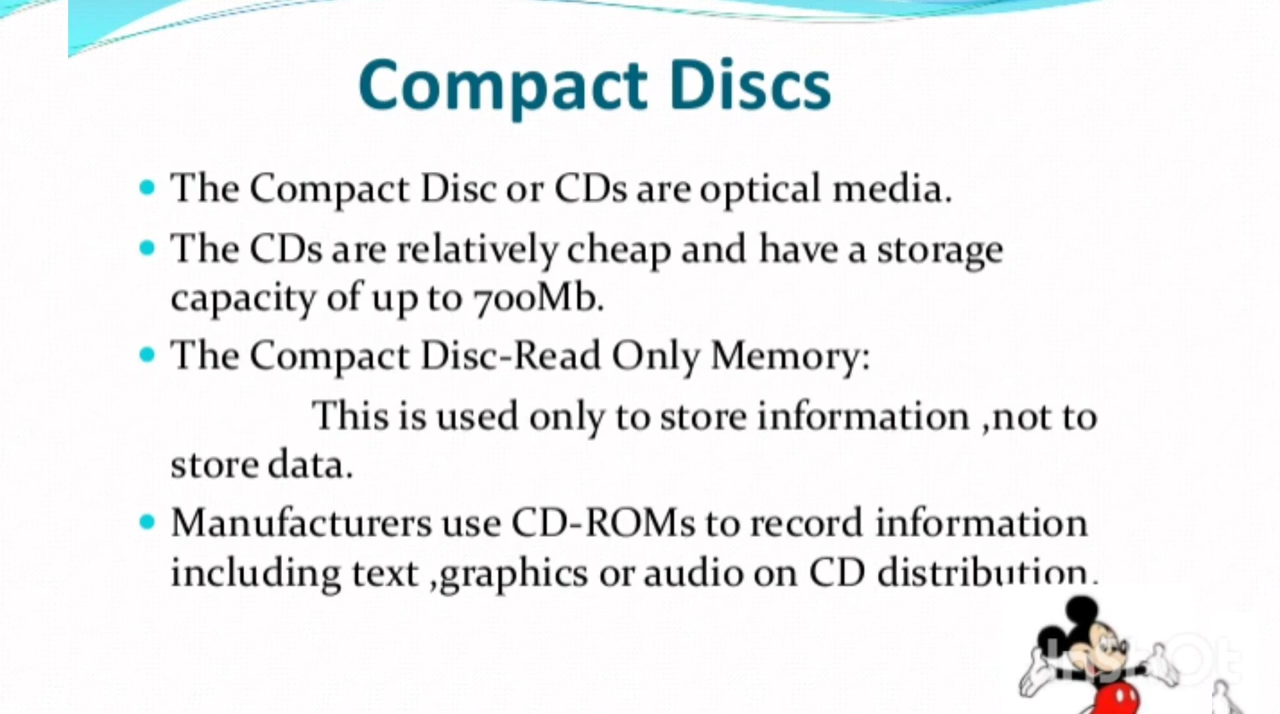 Compact Discs
The Compact Disc or CDs are optical media.
The CDs are relatively cheap and have a storage
capacity of up to 700Mb.
The Compact Disc-Read Only Memory:
This is used only to store information ,not to
store data.
Manufacturers use CD-ROMs to record information
including text ,graphics or audio on CD distribution.
InShOt